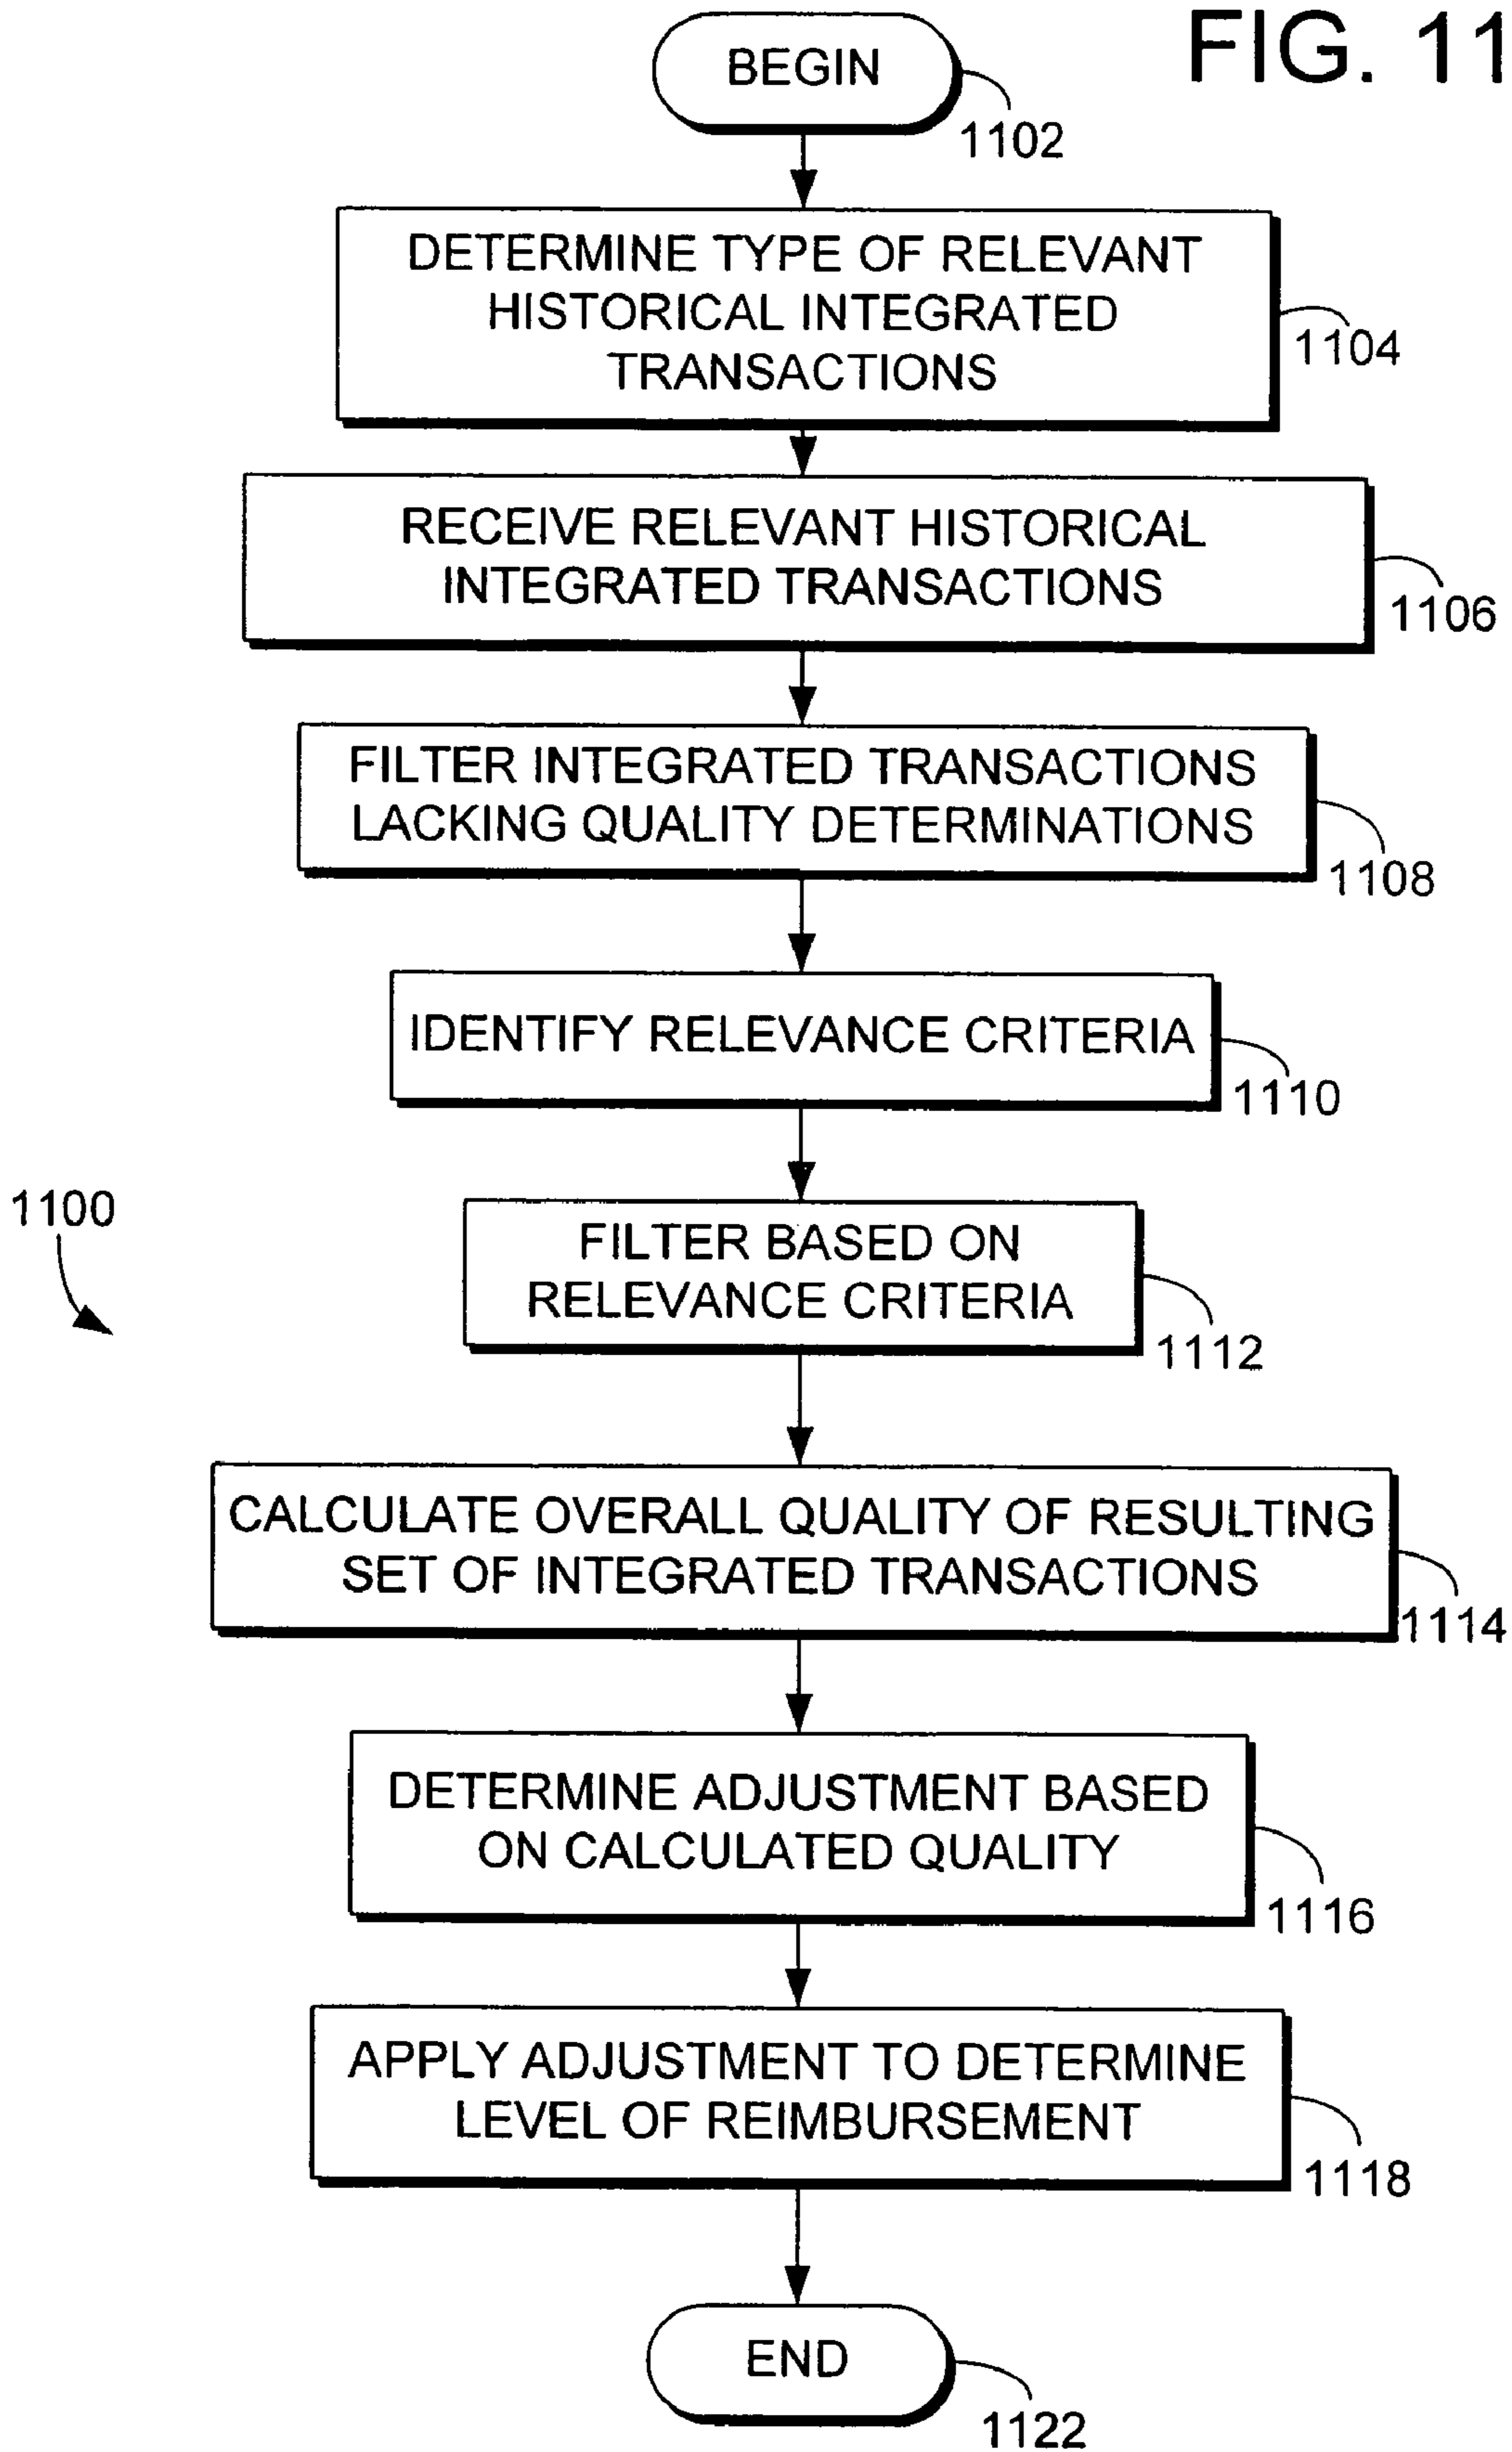 FIG. 11
BEGIN
1102
DETERMINE TYPE OF RELEVANT
HISTORICAL INTEGRATED
TRANSACTIONS
1104
RECEIVE RELEVANT HISTORICAL
INTEGRATED TRANSACTIONS
1106
FILTER INTEGRATED TRANSACTIONS
LACKING QUALITY DETERMINATIONS
1108
IDENTIFY RELEVANCE CRITERIA
1110
1100
FILTER BASED ON
RELEVANCE CRITERIA
1112
CALCULATE OVERALL QUALITY OF RESULTING
SET OF INTEGRATED TRANSACTIONS
1114
DETERMINE ADJUSTMENT BASED
ON CALCULATED QUALITY
1116
APPLY ADJUSTMENT TO DETERMINE
LEVEL OF REIMBURSEMENT
1118
END
1122